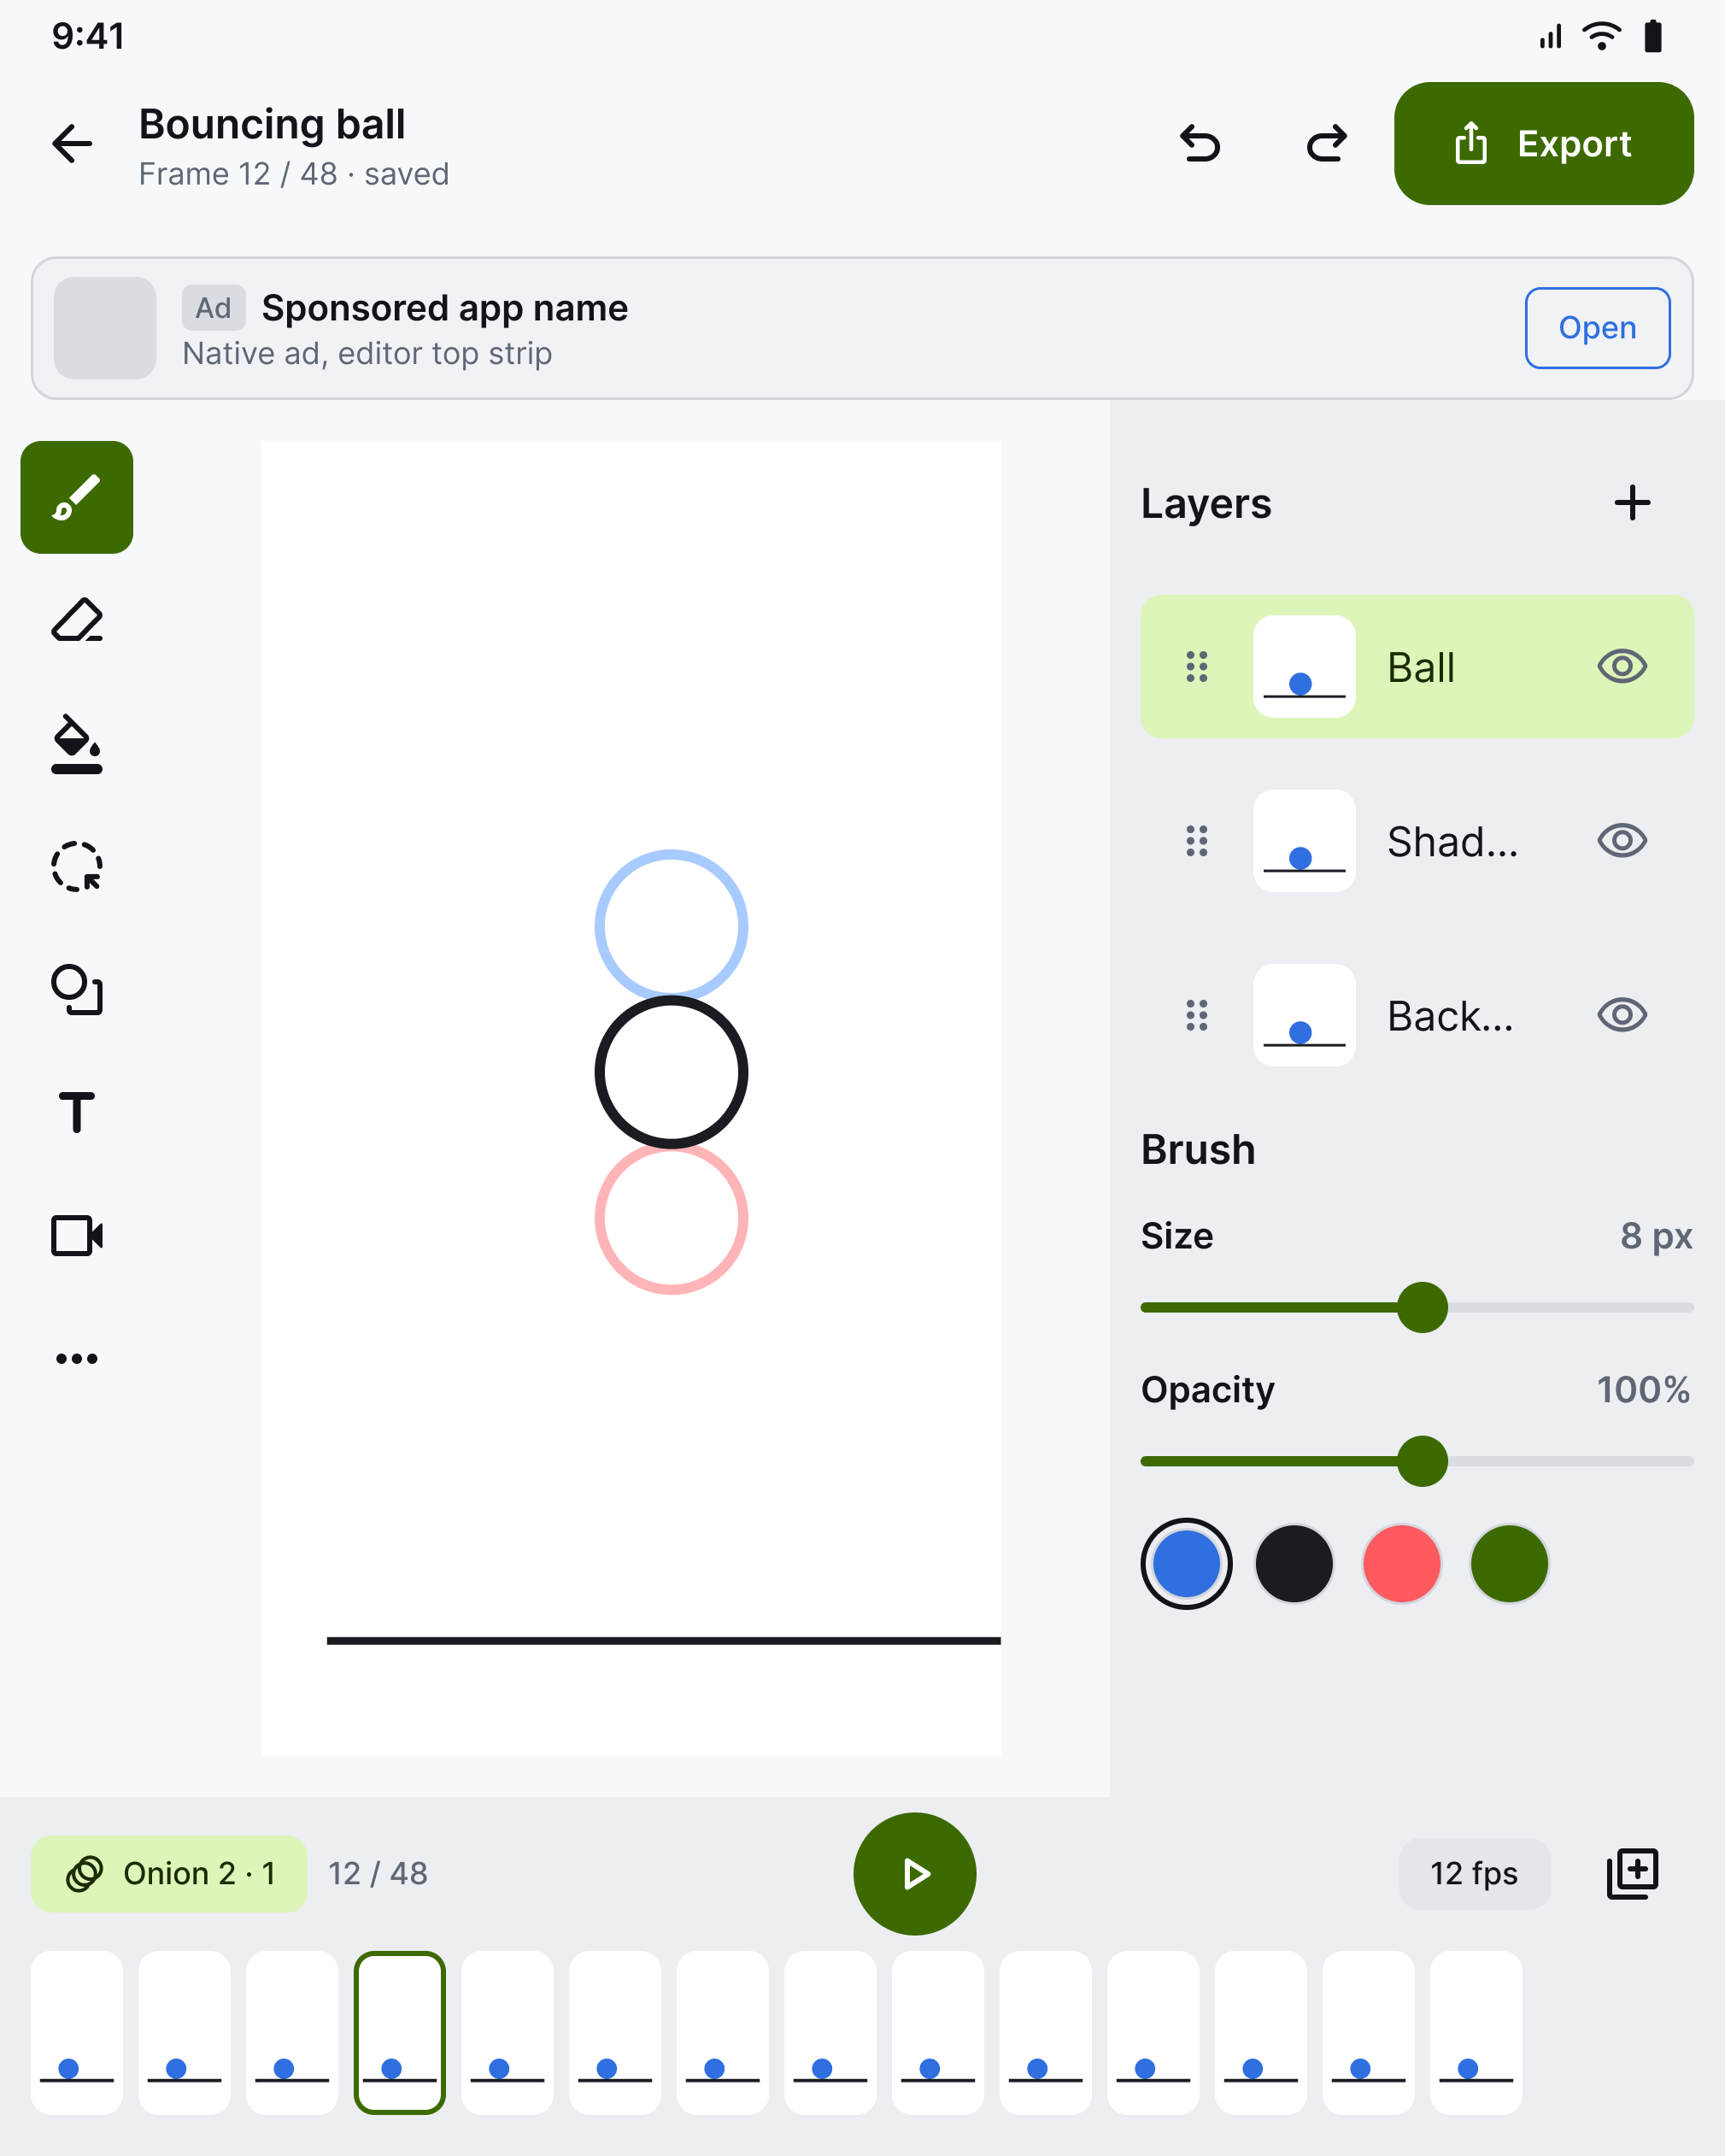 9:41
Bouncing ball
Frame 12 / 48 · saved
Export
Ad Sponsored app name
Native ad, editor top strip
Open
Layers
Ball
Shad...
Back...
Brush
Size 8 px
Opacity 100%
Onion 2 · 1
12 / 48
12 fps